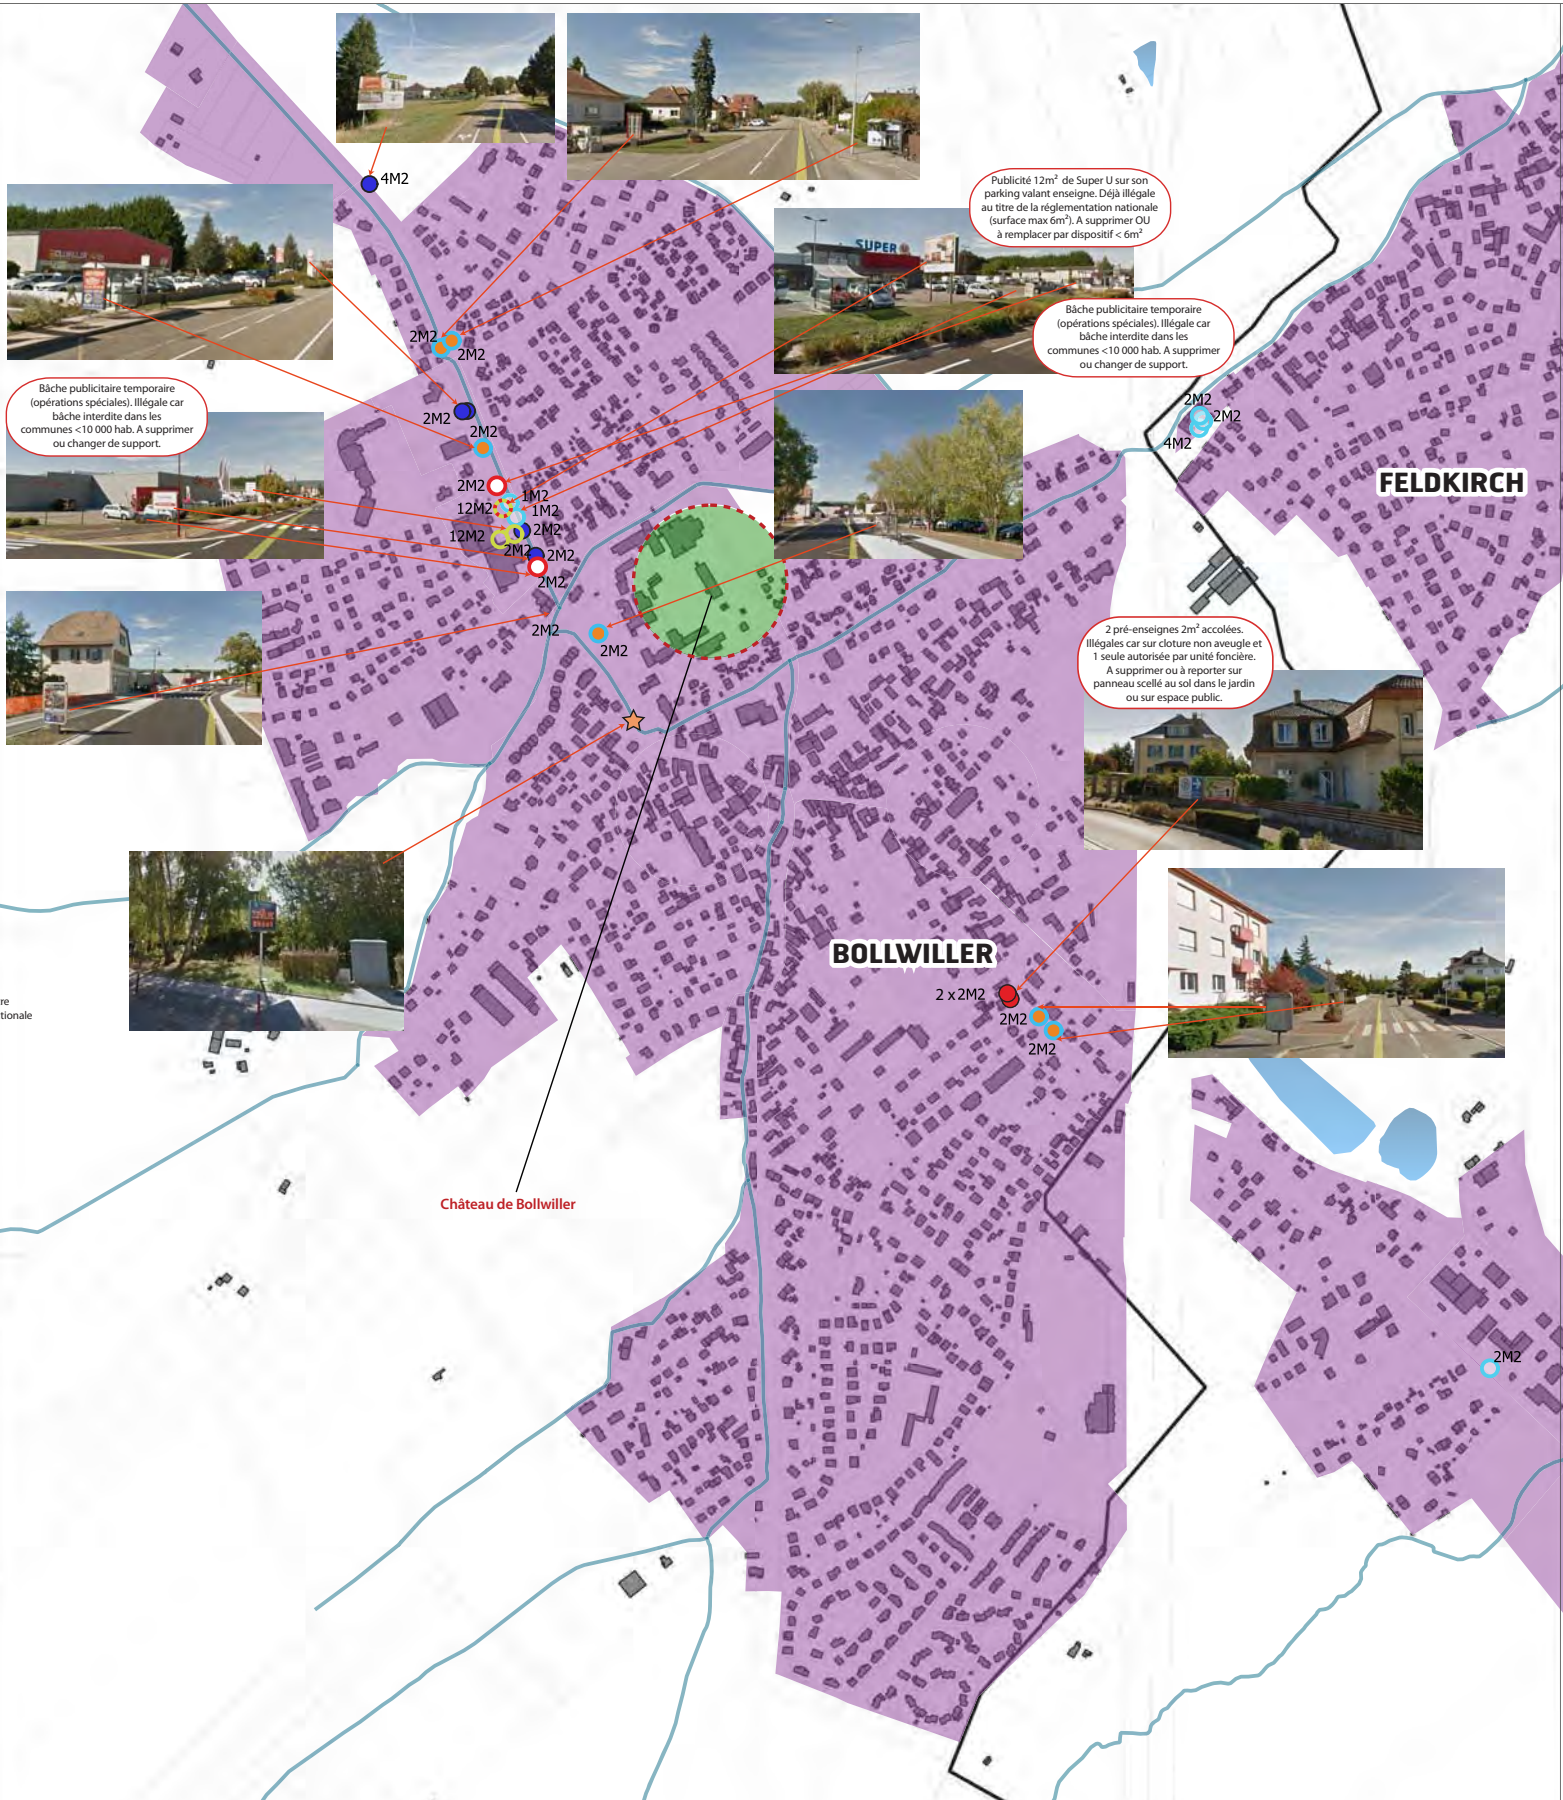 4M2
Publicité 12m² de Super U sur son
parking valant enseigne. Déjà illégale
au titre de la réglementation nationale
(surface max 6m²). A supprimer OU
à remplacer par dispositif < 6m²
SUPER
Bâche publicitaire temporaire
(opérations spéciales). Illégale car
bâche interdite dans les
communes <10 000 hab. A supprimer
ou changer de support.
2M2
2M2
Bâche publicitaire temporaire
(opérations spéciales). Illégale car
bâche interdite dans les
communes <10 000 hab. A supprimer
ou changer de support.
2M2
2M2
2M2
2M2
4M2
FELDKIRCH
2M2
1M2
12M2
1M2
2M2
12M2
2M2
2M2
2M2
2M2
2M2
2 pré-enseignes 2m² accolées.
Illégales car sur cloture non aveugle et
1 seule autorisée par unité foncière.
A supprimer ou à reporter sur
panneau scellé au sol dans le jardin
ou sur espace public.
BOLLWILLER
2 x 2M2
2M2
2M2
re
tionale
Château de Bollwiller
2M2